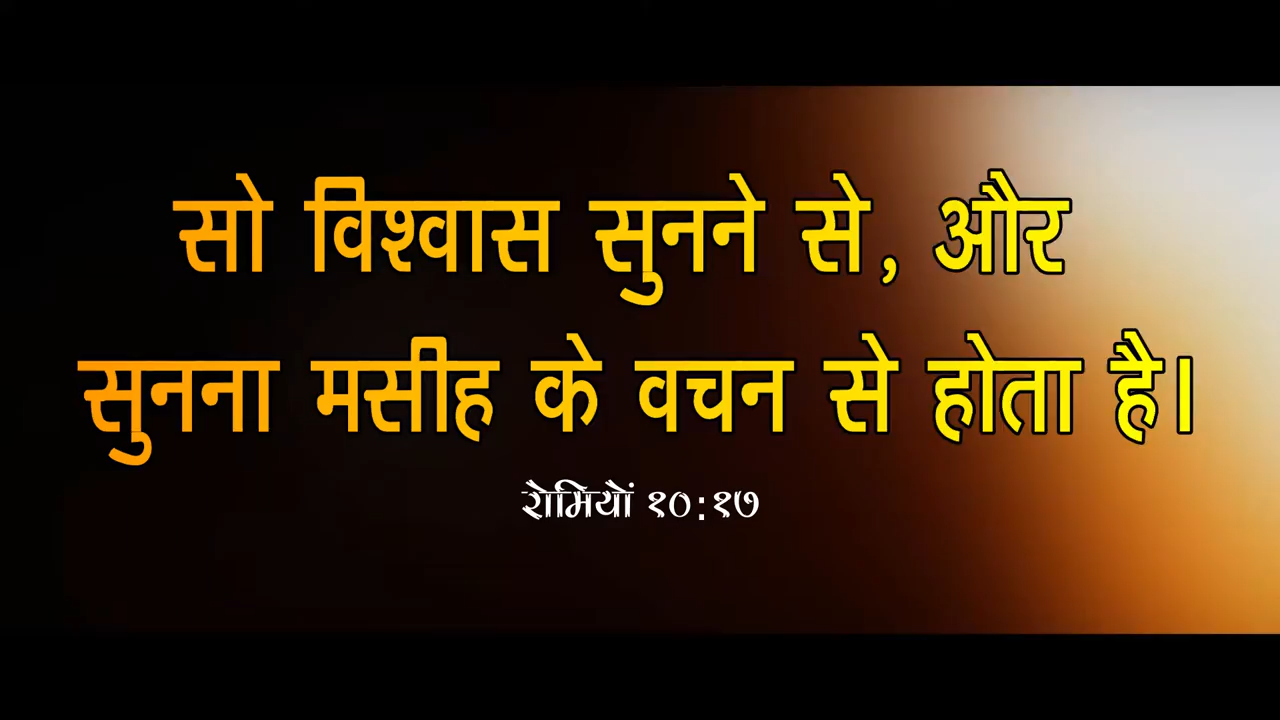 सो विश्वास सुनने से, और
सुनना मसीह के वचन से होता है।
रोमियों १०:१७